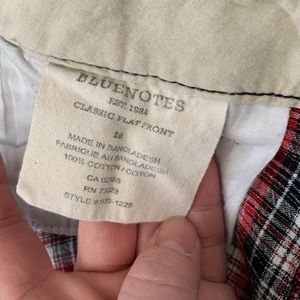 BLUENOTES
EST. 1984
CLASSIC FLAT FRONT
28
MADE IN BANGLADESH
FABRIQUE AU BANGLADESH
100% COTTON / COTON
CA
RN
STYLE #